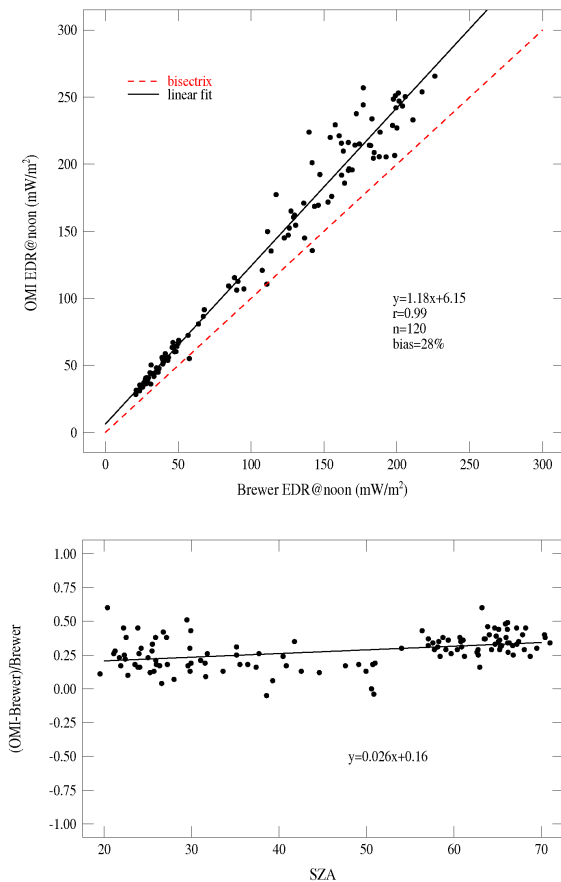 300
250
200
150
100
50
0
OMI EDR@noon (mW/m²)
bisectrix
linear fit
y=1.18x+6.15
r=0.99
n=120
bias=28%
0 50 100 150 200 250 300
Brewer EDR@noon (mW/m²)
1.00
0.75
0.50
0.25
0.00
-0.25
-0.50
-0.75
-1.00
(OMI-Brewer)/Brewer
y=0.026x+0.16
20 30 40 50 60 70
SZA